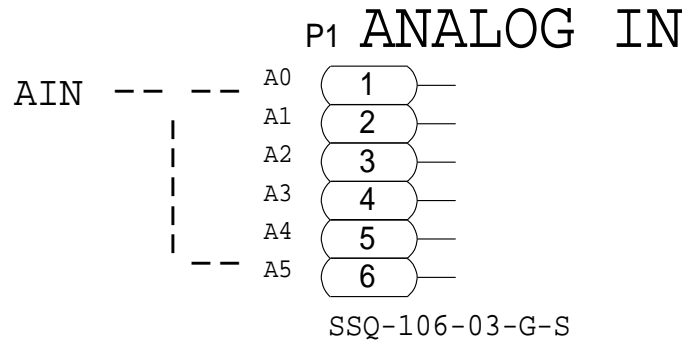 P1 ANALOG IN
AIN
A0 1
A1 2
A2 3
A3 4
A4 5
A5 6
SSQ-106-03-G-S